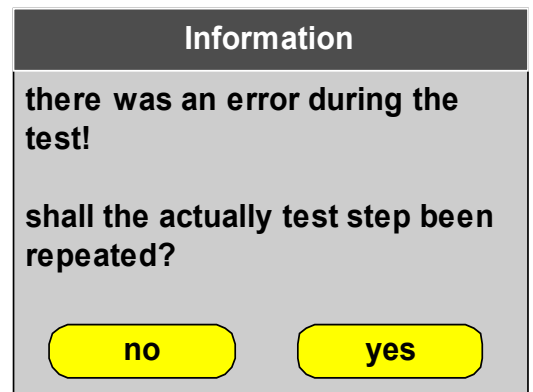 Information
there was an error during the
test!
shall the actually test step been
repeated?
no yes